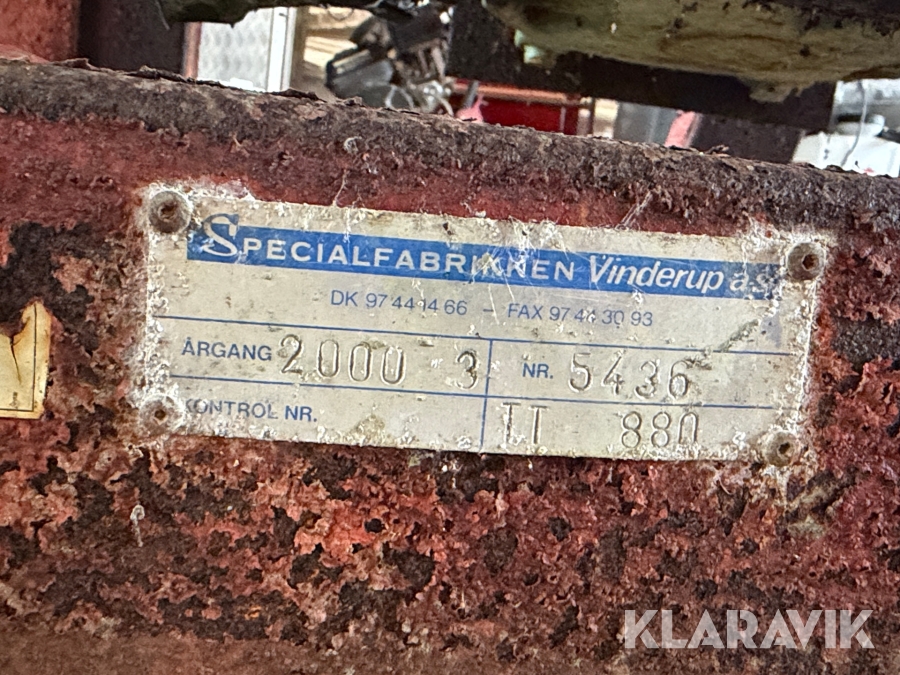 SPECIALFABRIKKEN Vinderup a.s.
DK 97 44 14 66 - FAX 97 44 30 93
ÅRGANG 2000 3 NR. 5436
KONTROL NR. TT 880
KLARAVIK